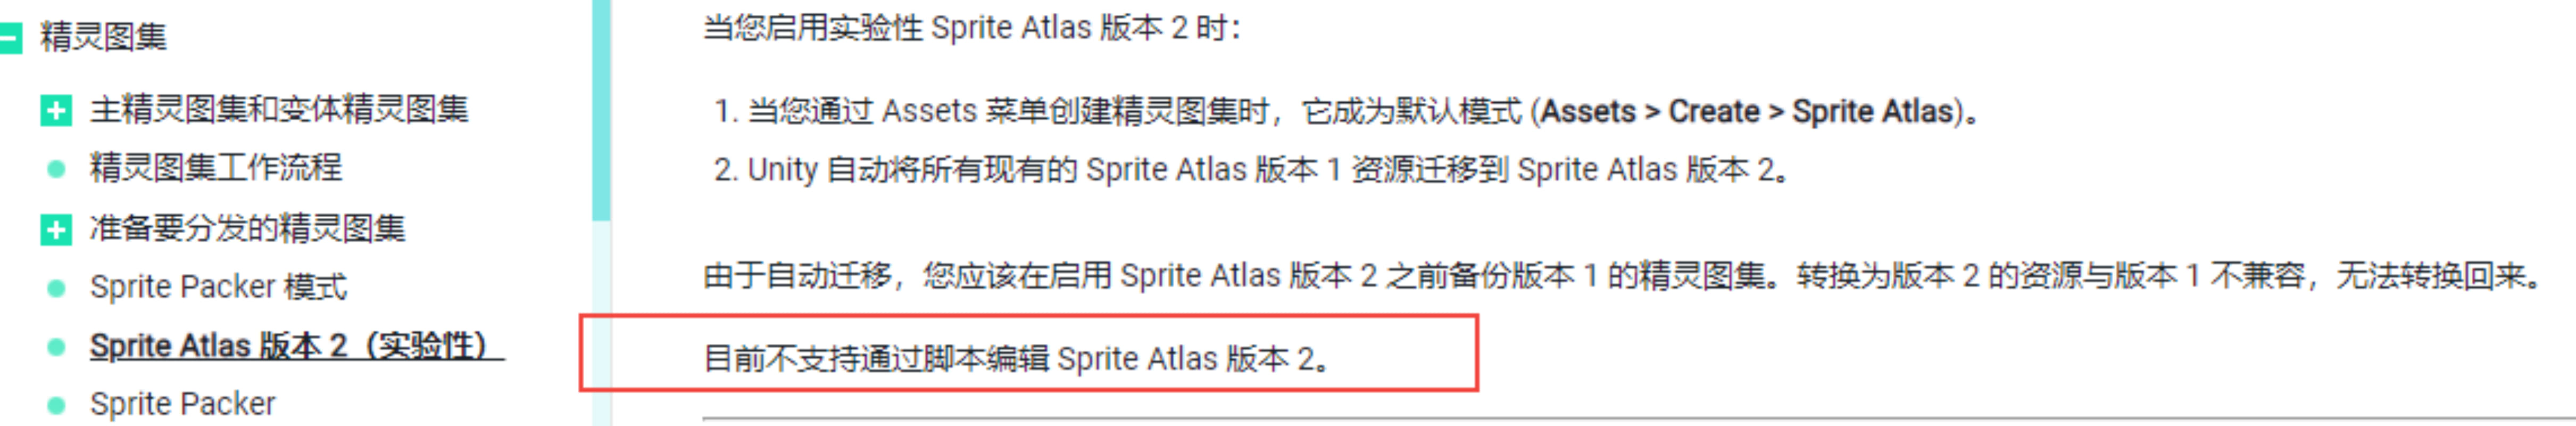 精灵图集
主精灵图集和变体精灵图集
精灵图集工作流程
准备要分发的精灵图集
Sprite Packer 模式
Sprite Atlas 版本 2（实验性）
Sprite Packer
当您启用实验性 Sprite Atlas 版本 2 时：
1. 当您通过 Assets 菜单创建精灵图集时，它成为默认模式 (Assets > Create > Sprite Atlas)。
2. Unity 自动将所有现有的 Sprite Atlas 版本 1 资源迁移到 Sprite Atlas 版本 2。
由于自动迁移，您应该在启用 Sprite Atlas 版本 2 之前备份版本 1 的精灵图集。转换为版本 2 的资源与版本 1 不兼容，无法转换回来。
目前不支持通过脚本编辑 Sprite Atlas 版本 2。